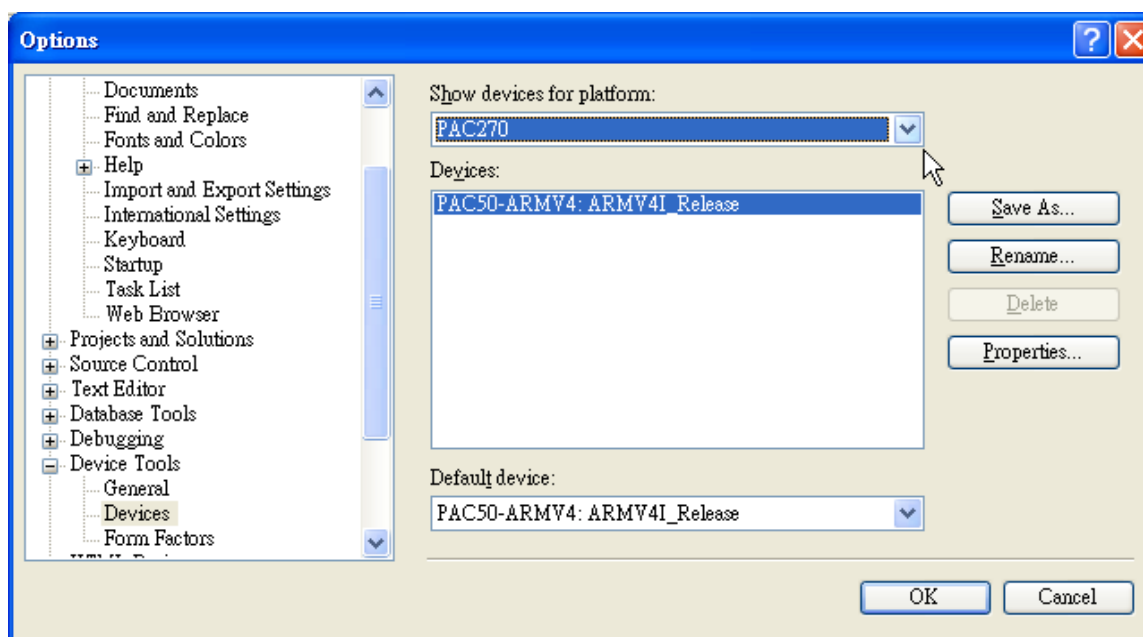 Options
Documents
Find and Replace
Fonts and Colors
Help
Import and Export Settings
International Settings
Keyboard
Startup
Task List
Web Browser
Projects and Solutions
Source Control
Text Editor
Database Tools
Debugging
Device Tools
General
Devices
Form Factors
Show devices for platform:
PAC270
Devices:
PAC50-ARMV4: ARMV4I_Release
Save As...
Rename...
Delete
Properties...
Default device:
PAC50-ARMV4: ARMV4I_Release
OK
Cancel